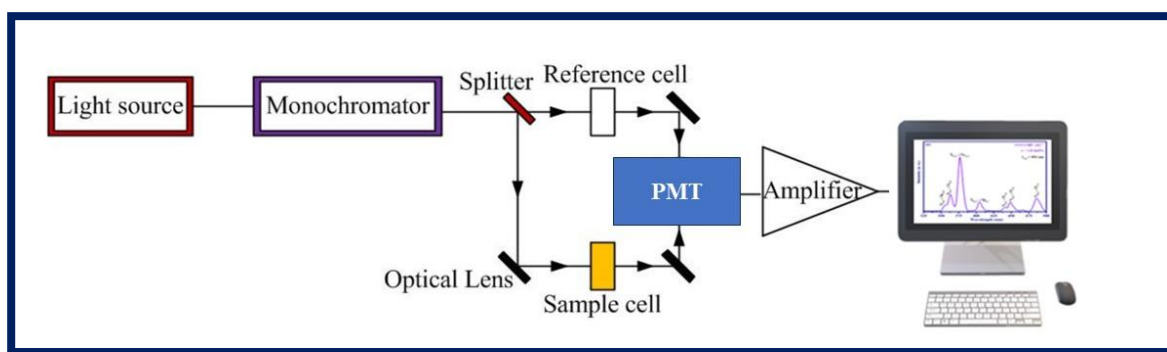 Light source
Monochromator
Splitter
Reference cell
PMT
Amplifier
Optical Lens
Sample cell